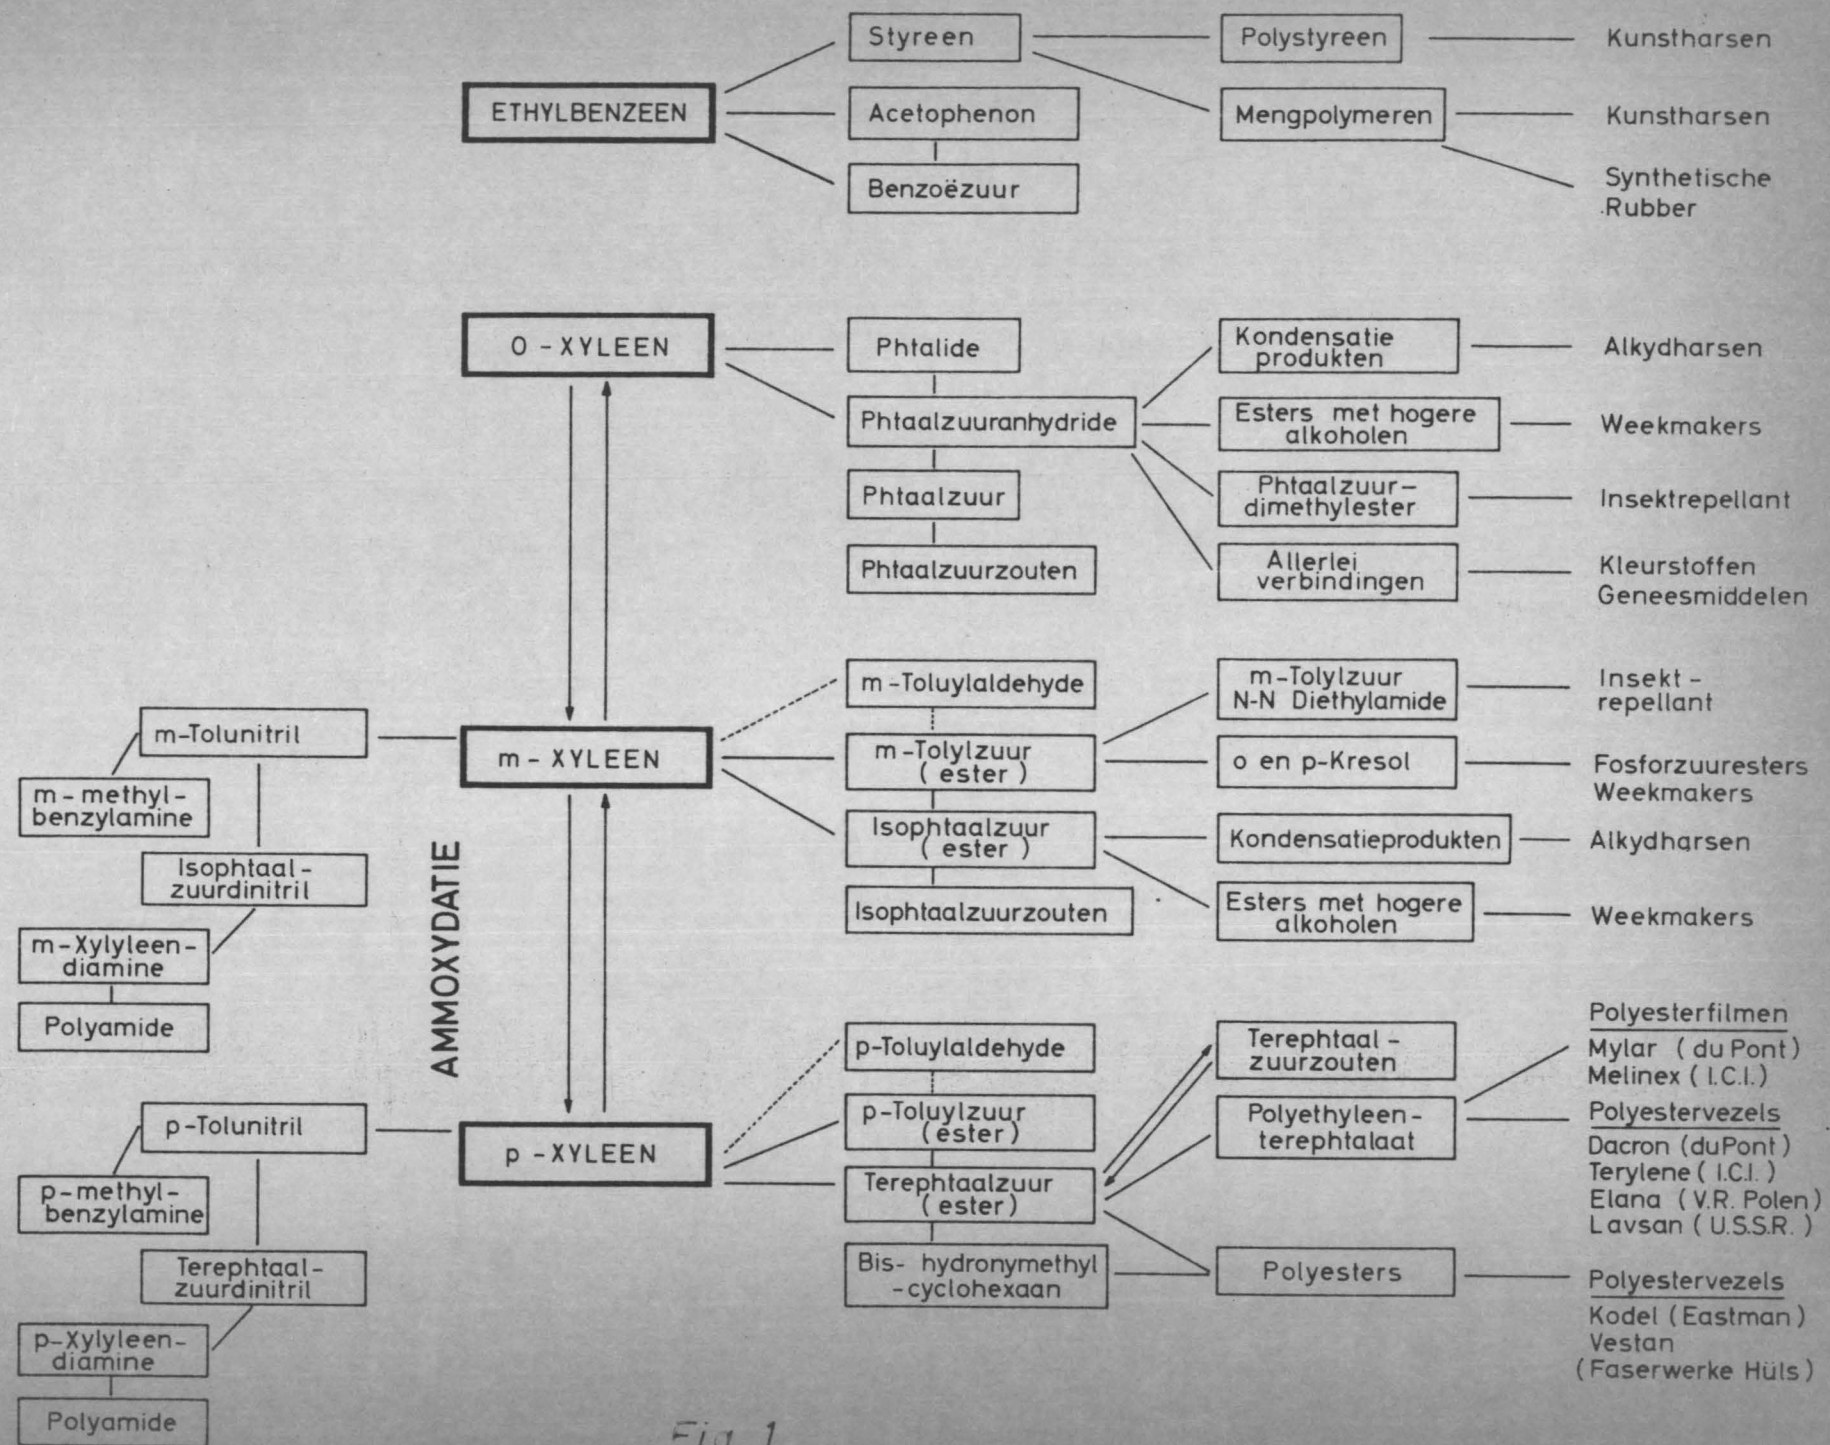 Styreen
Polystyreen
Kunstharsen
ETHYLBENZEEN
Acetophenon
Mengpolymeren
Kunstharsen
Benzoëzuur
Synthetische
Rubber
O - XYLEEN
Phtalide
Kondensatie
produkten
Alkydharsen
Phtaalzuuranhydride
Esters met hogere
alkoholen
Weekmakers
Phtaalzuur
Phtaalzuur-
dimethylester
Insektrepellant
Phtaalzuurzouten
Allerlei
verbindingen
Kleurstoffen
Geneesmiddelen
m-Toluylaldehyde
m-Tolylzuur
N-N Diethylamide
Insekt-
repellant
m-Tolunitril
m - XYLEEN
m-Tolylzuur
( ester )
o en p-Kresol
Fosforzuuresters
Weekmakers
m-methyl-
benzylamine
Isophtaalzuur
( ester )
Kondensatieprodukten
Alkydharsen
Isophtaal-
zuurdinitril
Isophtaalzuurzouten
Esters met hogere
alkoholen
Weekmakers
m-Xylyleen-
diamine
Polyamide
AMMOXYDATIE
p-Toluylaldehyde
Terephtaal-
zuurzouten
Polyesterfilmen
Mylar ( du Pont)
Melinex ( I.C.I.)
p-Tolunitril
p - XYLEEN
p-Toluylzuur
(ester)
Polyethyleen-
terephtalaat
Polyestervezels
Dacron (duPont)
Terylene ( I.C.I. )
Elana ( V.R. Polen)
Lavsan ( U.S.S.R. )
p-methyl-
benzylamine
Terephtaalzuur
( ester )
Terephtaal-
zuurdinitril
Bis- hydronymethyl
-cyclohexaan
Polyesters
Polyestervezels
Kodel (Eastman)
Vestan
(Faserwerke Hüls)
p-Xylyleen-
diamine
Polyamide
Fig. 1